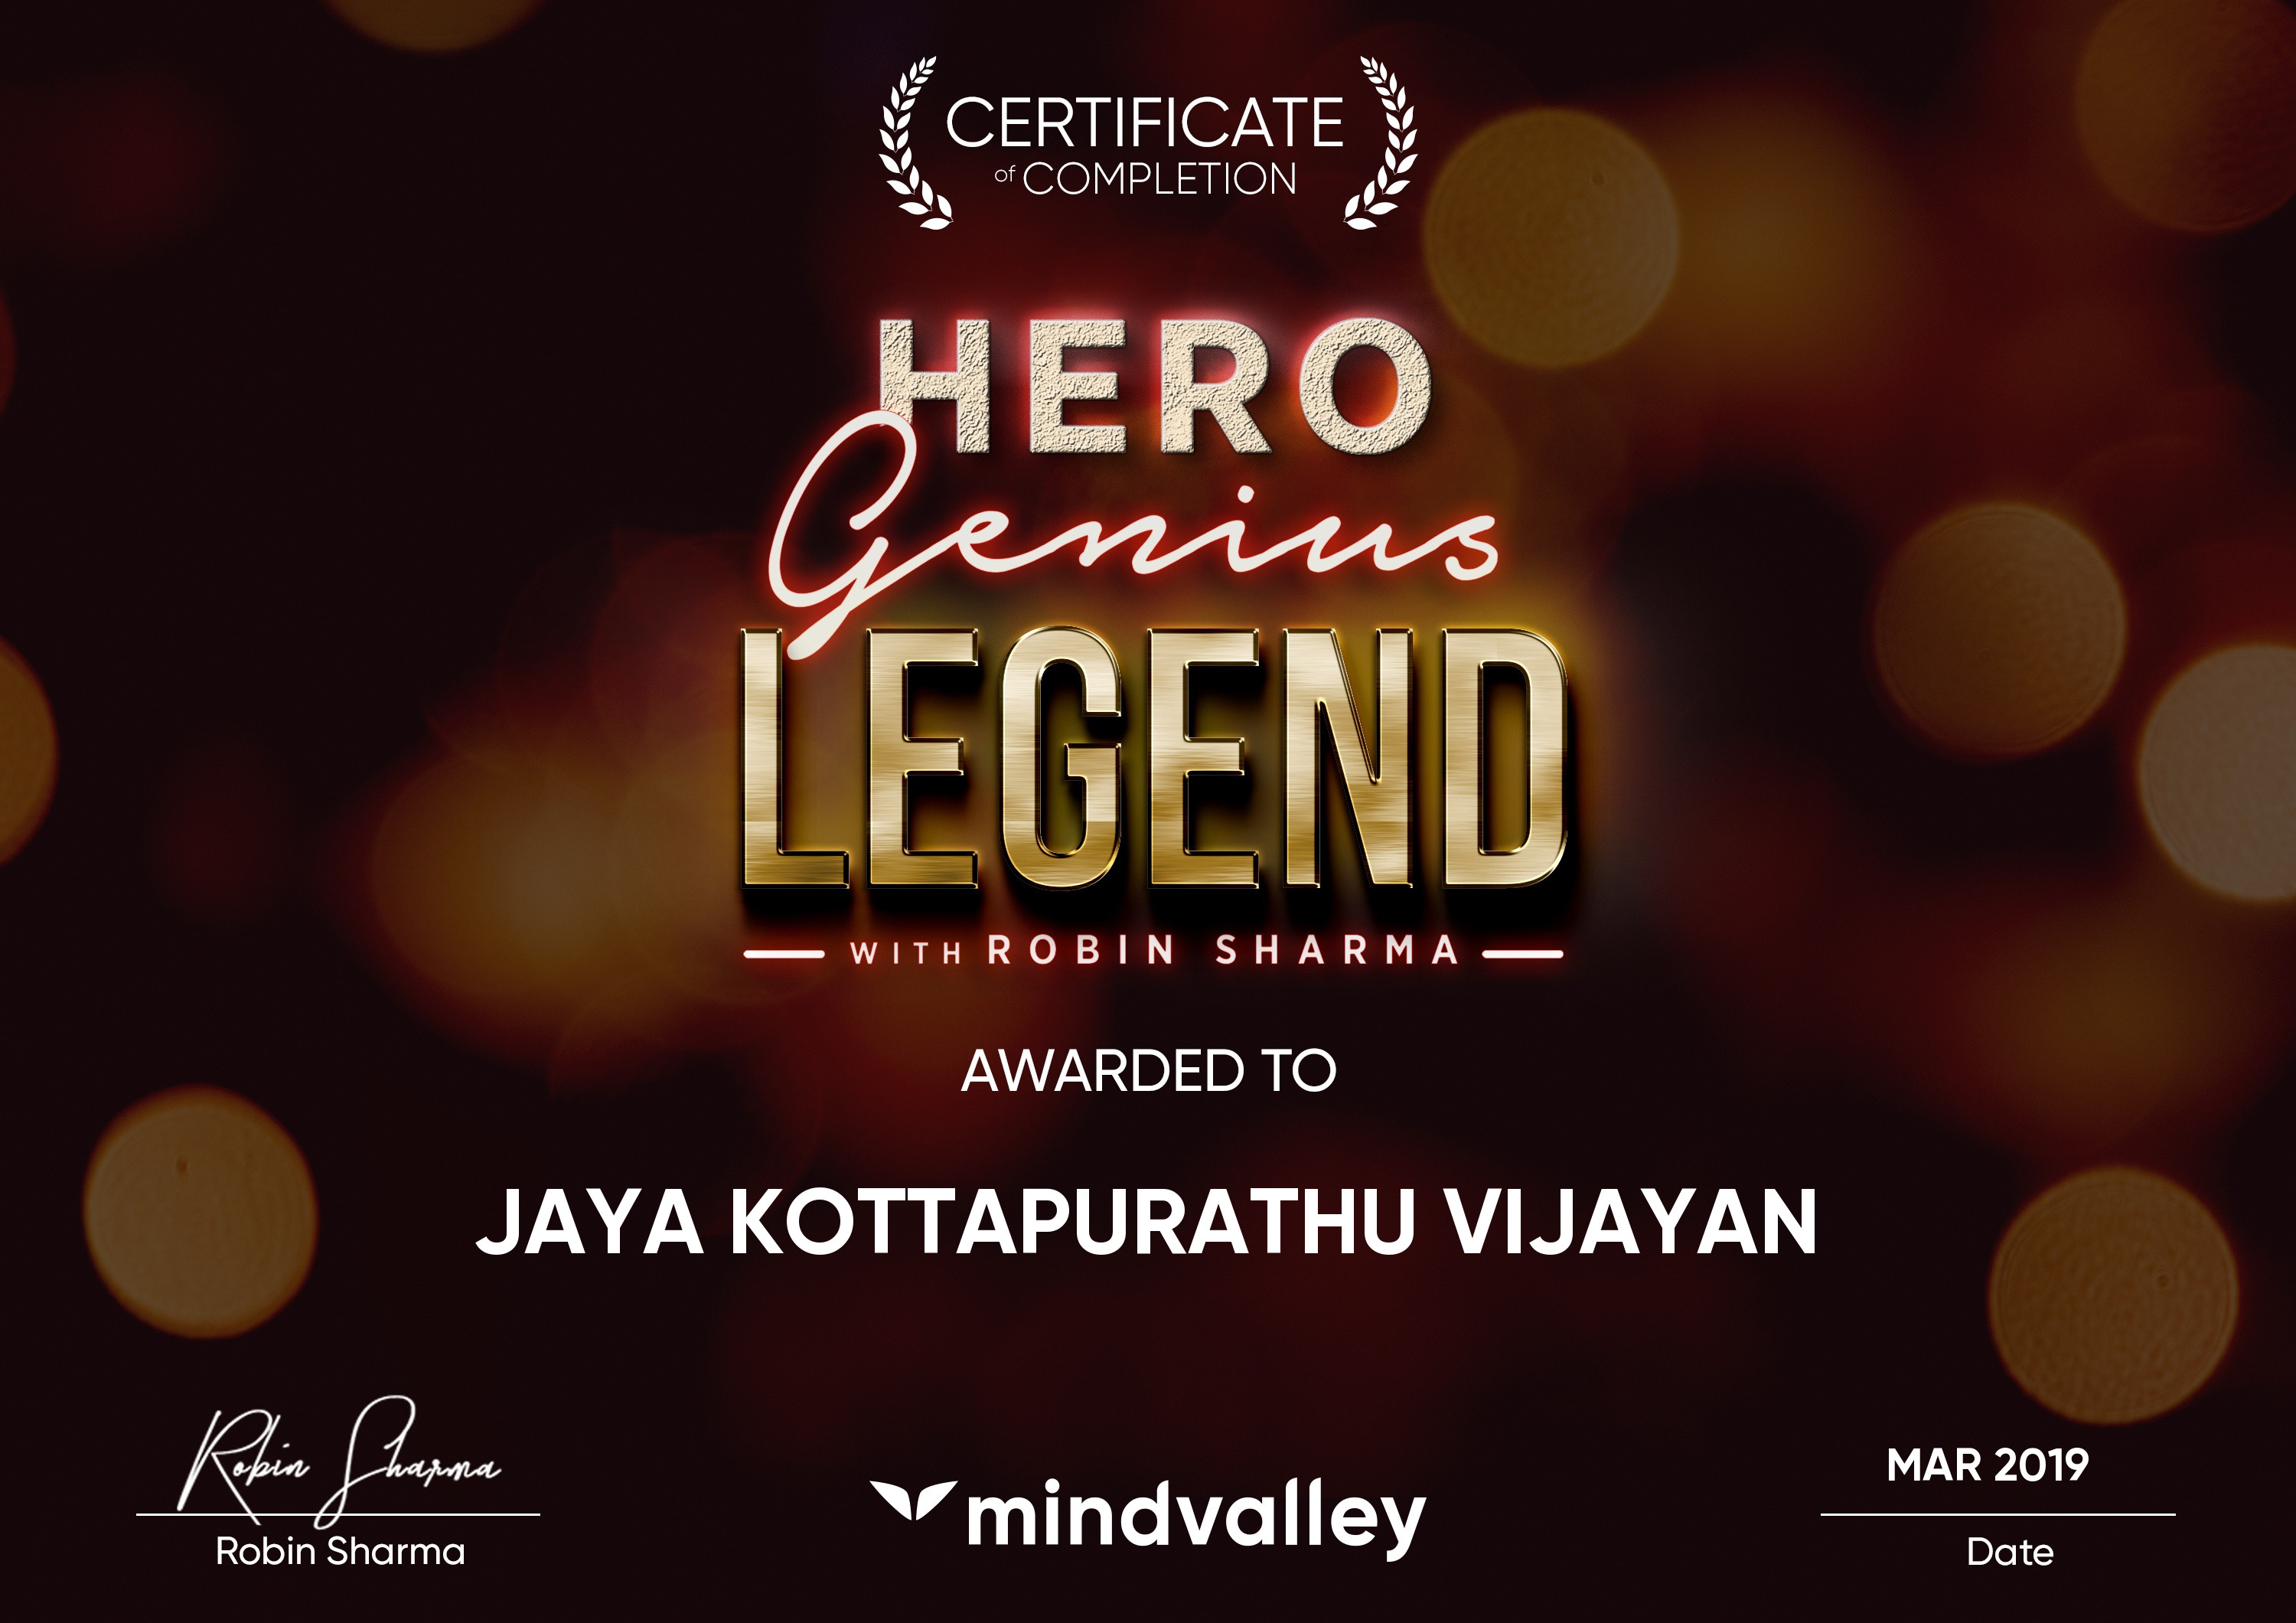 CERTIFICATE
of COMPLETION
HERO
Genius
LEGEND
WITH ROBIN SHARMA
AWARDED TO
JAYA KOTTAPURATHU VIJAYAN
Robin Sharma
Robin Sharma
mindvalley
MAR 2019
Date